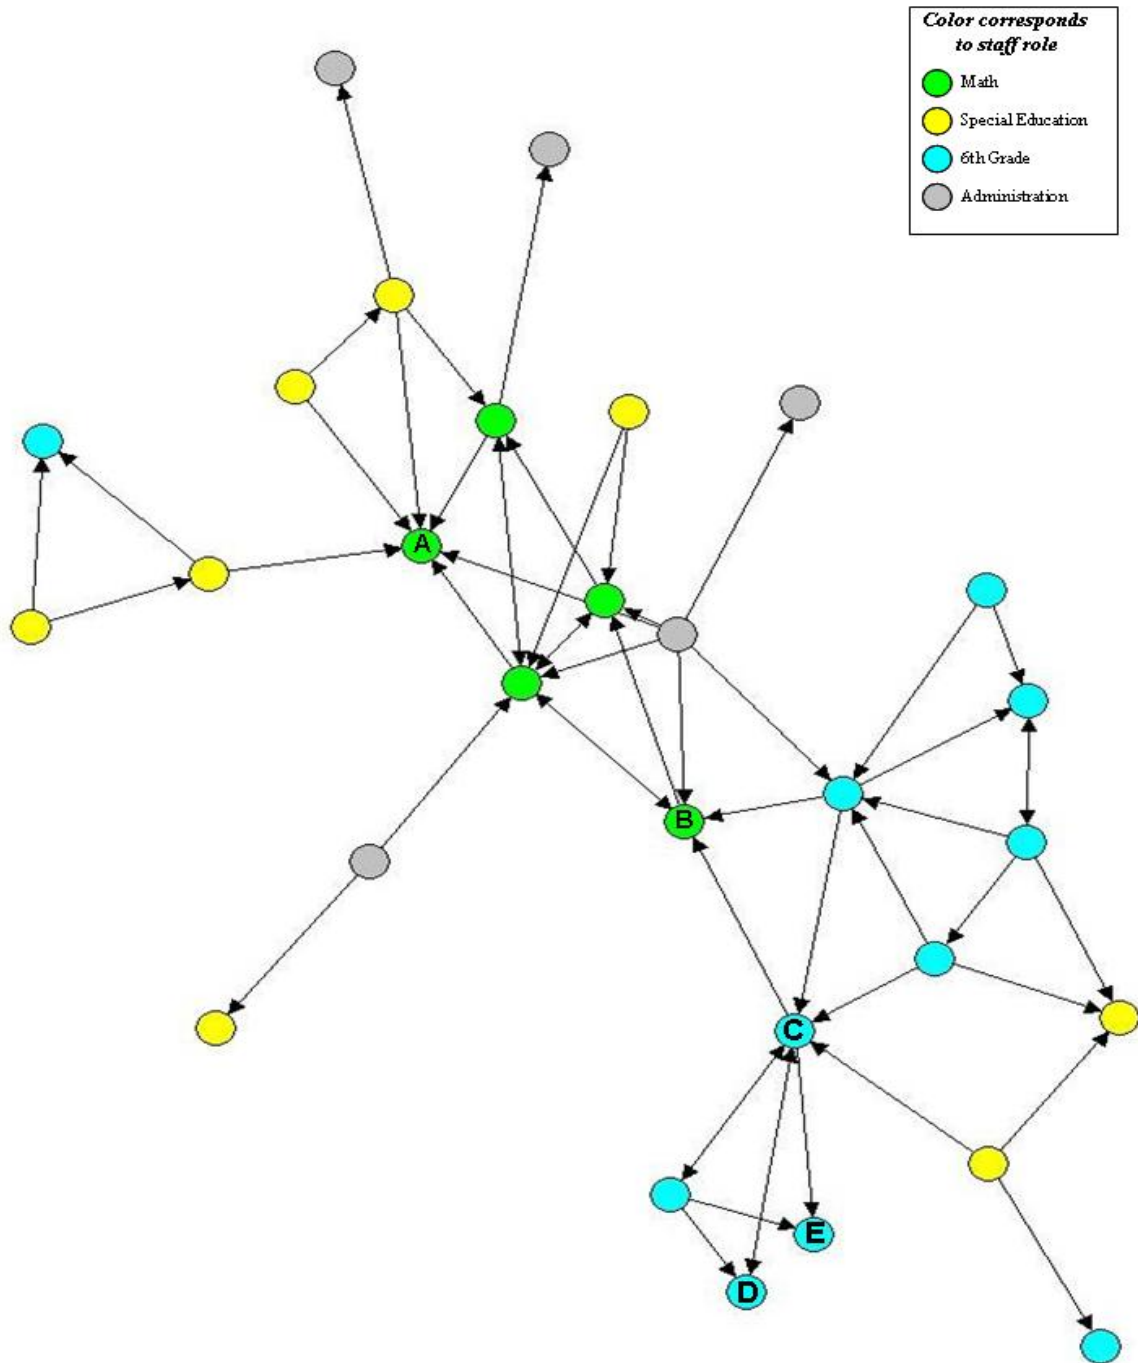 Color corresponds
to staff role
Math
Special Education
6th Grade
Administration
A
B
C
E
D